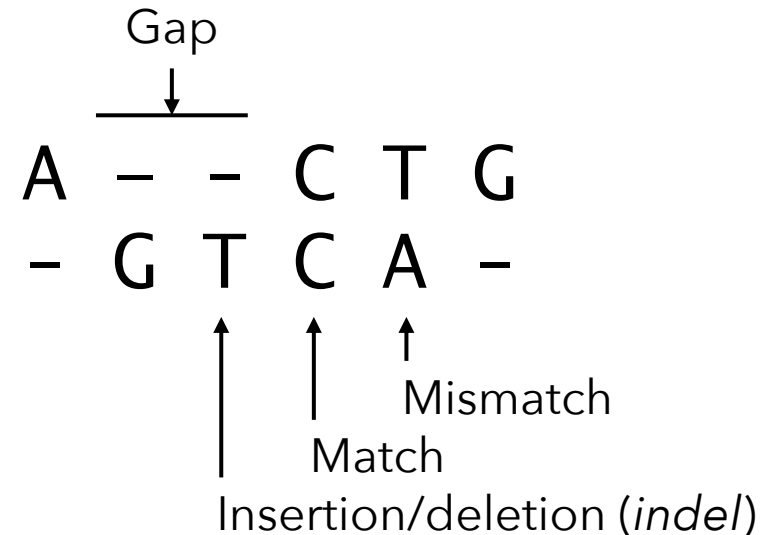 Gap
A – – C T G
– G T C A –
Mismatch
Match
Insertion/deletion (indel)